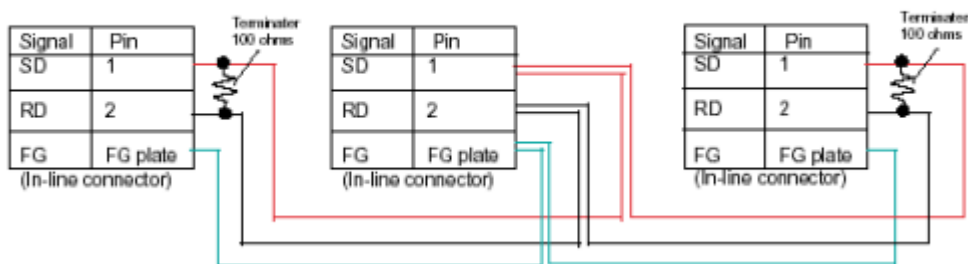 Terminater
100 ohms
Signal Pin
SD 1
RD 2
FG FG plate
(In-line connector)
Signal Pin
SD 1
RD 2
FG FG plate
(In-line connector)
Terminater
100 ohms
Signal Pin
SD 1
RD 2
FG FG plate
(In-line connector)